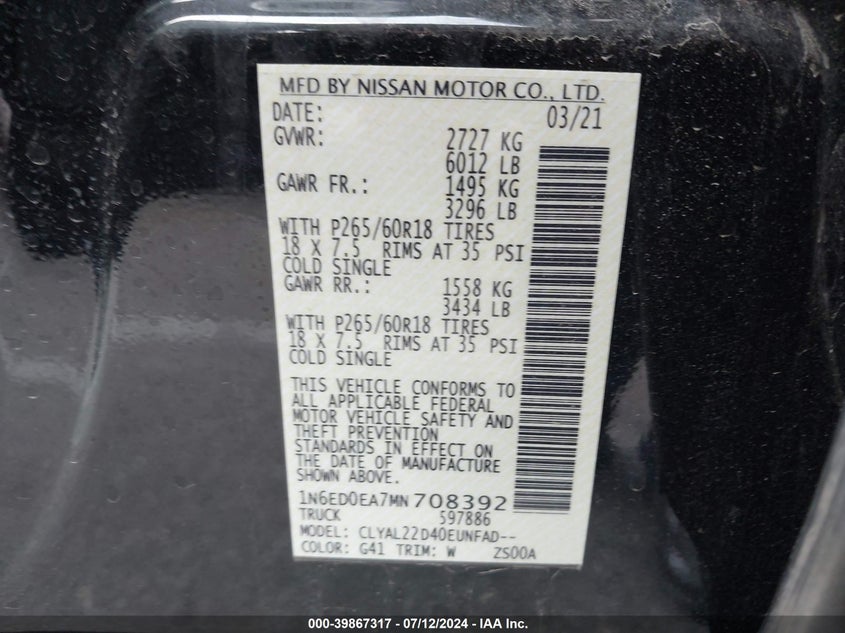 MFD BY NISSAN MOTOR CO., LTD.
DATE: 03/21
GVWR: 2727 KG
6012 LB
GAWR FR.: 1495 KG
3296 LB
WITH P265/60R18 TIRES
18 X 7.5 RIMS AT 35 PSI
COLD SINGLE
GAWR RR.: 1558 KG
3434 LB
WITH P265/60R18 TIRES
18 X 7.5 RIMS AT 35 PSI
COLD SINGLE
THIS VEHICLE CONFORMS TO
ALL APPLICABLE FEDERAL
MOTOR VEHICLE SAFETY AND
THEFT PREVENTION
STANDARDS IN EFFECT ON
THE DATE OF MANUFACTURE
SHOWN ABOVE.
1N6ED0EA7MN708392
TRUCK 597886
MODEL: CLYAL22D40EUNFAD--
COLOR: G41 TRIM: W ZS00A
000-39867317 / 07/12/2024 - IAA Inc.